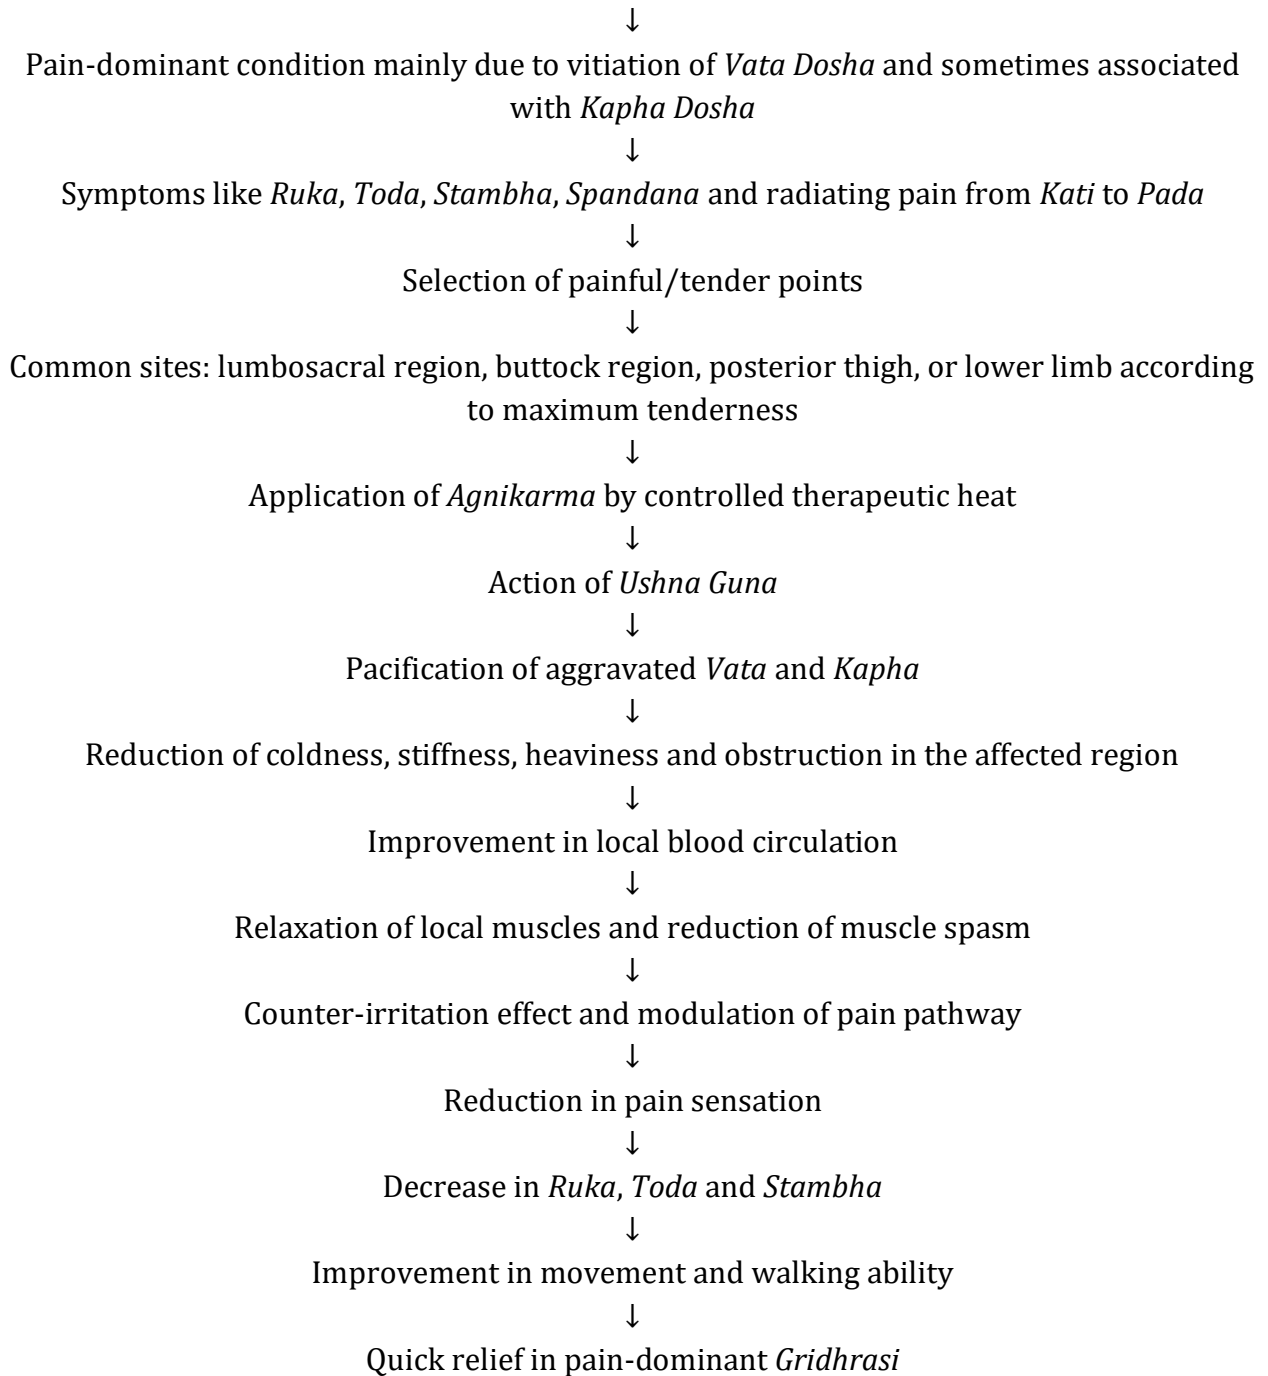 ↓
Pain-dominant condition mainly due to vitiation of Vata Dosha and sometimes associated
with Kapha Dosha
↓
Symptoms like Ruka, Toda, Stambha, Spandana and radiating pain from Kati to Pada
↓
Selection of painful/tender points
↓
Common sites: lumbosacral region, buttock region, posterior thigh, or lower limb according
to maximum tenderness
↓
Application of Agnikarma by controlled therapeutic heat
↓
Action of Ushna Guna
↓
Pacification of aggravated Vata and Kapha
↓
Reduction of coldness, stiffness, heaviness and obstruction in the affected region
↓
Improvement in local blood circulation
↓
Relaxation of local muscles and reduction of muscle spasm
↓
Counter-irritation effect and modulation of pain pathway
↓
Reduction in pain sensation
↓
Decrease in Ruka, Toda and Stambha
↓
Improvement in movement and walking ability
↓
Quick relief in pain-dominant Gridhrasi